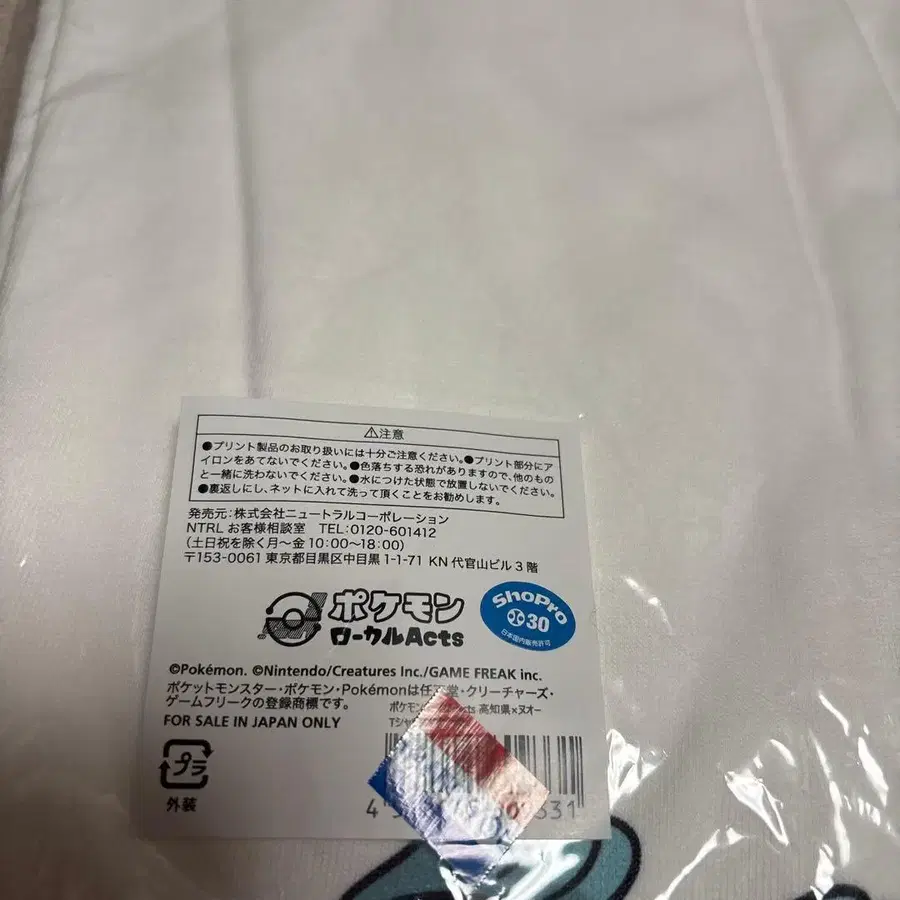 ⚠注意
●プリント製品のお取り扱いには十分ご注意ください。●プリント部分にア
イロンをあてないでください。●色落ちする恐れがありますので、他のもの
と一緒に洗わないでください。●水につけた状態で放置しないでください。
●裏返しにし、ネットに入れて洗って頂くことをお勧めします。
発売元:株式会社ニュートラルコーポレーション
NTRL お客様相談室 TEL:0120-601412
(土日祝を除く月〜金 10:00〜18:00)
〒153-0061 東京都目黒区中目黒 1-1-71 KN 代官山ビル 3 階
ポケモン
ローカルActs
ShoPro
30
日本国内販売許可
©Pokémon. ©Nintendo/Creatures Inc./GAME FREAK inc.
ポケットモンスター・ポケモン・Pokémonは任天堂・クリーチャーズ・
ゲームフリークの登録商標です。
FOR SALE IN JAPAN ONLY
ポケモン 高知県×ヌオー
Tシャツ
プラ
外装